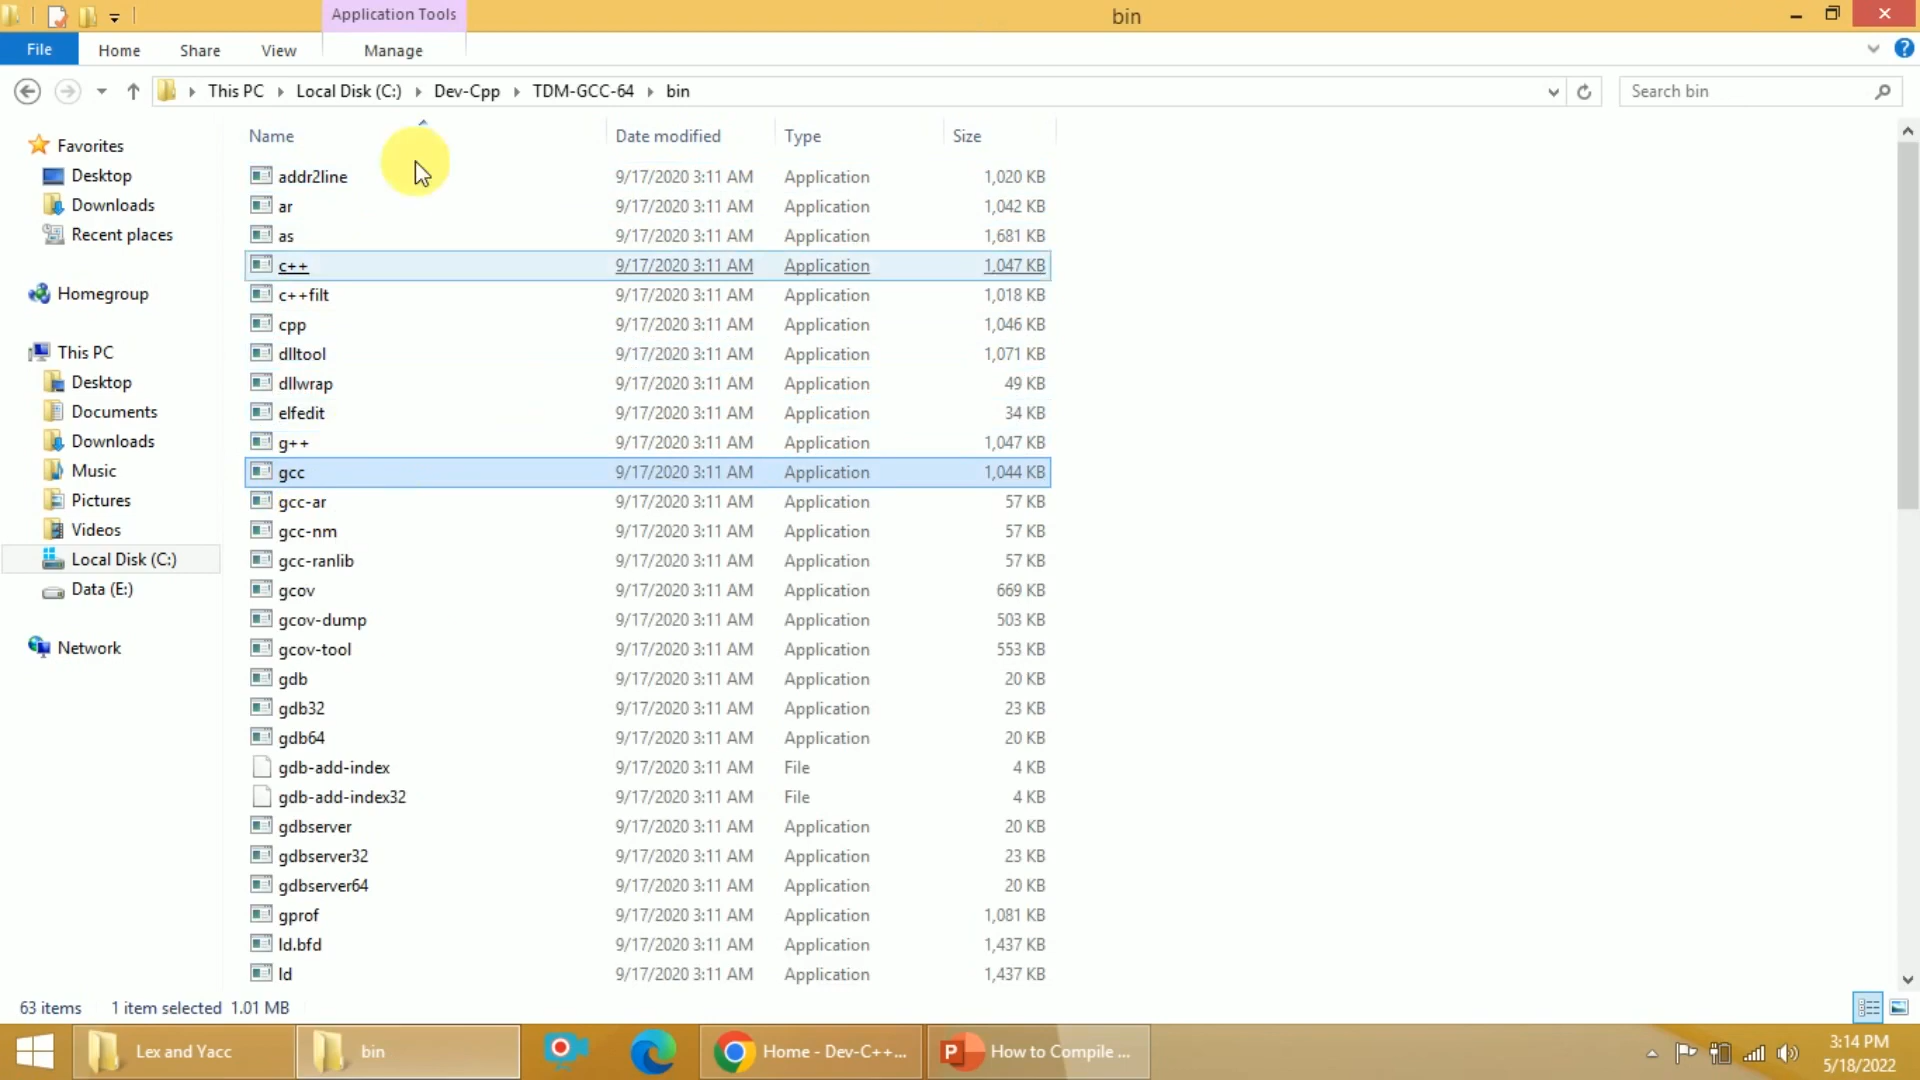 Application Tools
bin
File Home Share View Manage
This PC Local Disk (C:) Dev-Cpp TDM-GCC-64 bin
Search bin
Name Date modified Type Size
Favorites
Desktop
Downloads
Recent places
Homegroup
This PC
Desktop
Documents
Downloads
Music
Pictures
Videos
Local Disk (C:)
Data (E:)
Network
addr2line 9/17/2020 3:11 AM Application 1,020 KB
ar 9/17/2020 3:11 AM Application 1,042 KB
as 9/17/2020 3:11 AM Application 1,681 KB
c++ 9/17/2020 3:11 AM Application 1,047 KB
c++filt 9/17/2020 3:11 AM Application 1,018 KB
cpp 9/17/2020 3:11 AM Application 1,046 KB
dlltool 9/17/2020 3:11 AM Application 1,071 KB
dllwrap 9/17/2020 3:11 AM Application 49 KB
elfedit 9/17/2020 3:11 AM Application 34 KB
g++ 9/17/2020 3:11 AM Application 1,047 KB
gcc 9/17/2020 3:11 AM Application 1,044 KB
gcc-ar 9/17/2020 3:11 AM Application 57 KB
gcc-nm 9/17/2020 3:11 AM Application 57 KB
gcc-ranlib 9/17/2020 3:11 AM Application 57 KB
gcov 9/17/2020 3:11 AM Application 669 KB
gcov-dump 9/17/2020 3:11 AM Application 503 KB
gcov-tool 9/17/2020 3:11 AM Application 553 KB
gdb 9/17/2020 3:11 AM Application 20 KB
gdb32 9/17/2020 3:11 AM Application 23 KB
gdb64 9/17/2020 3:11 AM Application 20 KB
gdb-add-index 9/17/2020 3:11 AM File 4 KB
gdb-add-index32 9/17/2020 3:11 AM File 4 KB
gdbserver 9/17/2020 3:11 AM Application 20 KB
gdbserver32 9/17/2020 3:11 AM Application 23 KB
gdbserver64 9/17/2020 3:11 AM Application 20 KB
gprof 9/17/2020 3:11 AM Application 1,081 KB
ld.bfd 9/17/2020 3:11 AM Application 1,437 KB
ld 9/17/2020 3:11 AM Application 1,437 KB
63 items 1 item selected 1.01 MB
Lex and Yacc bin Home - Dev-C++... How to Compile ...
3:14 PM
5/18/2022